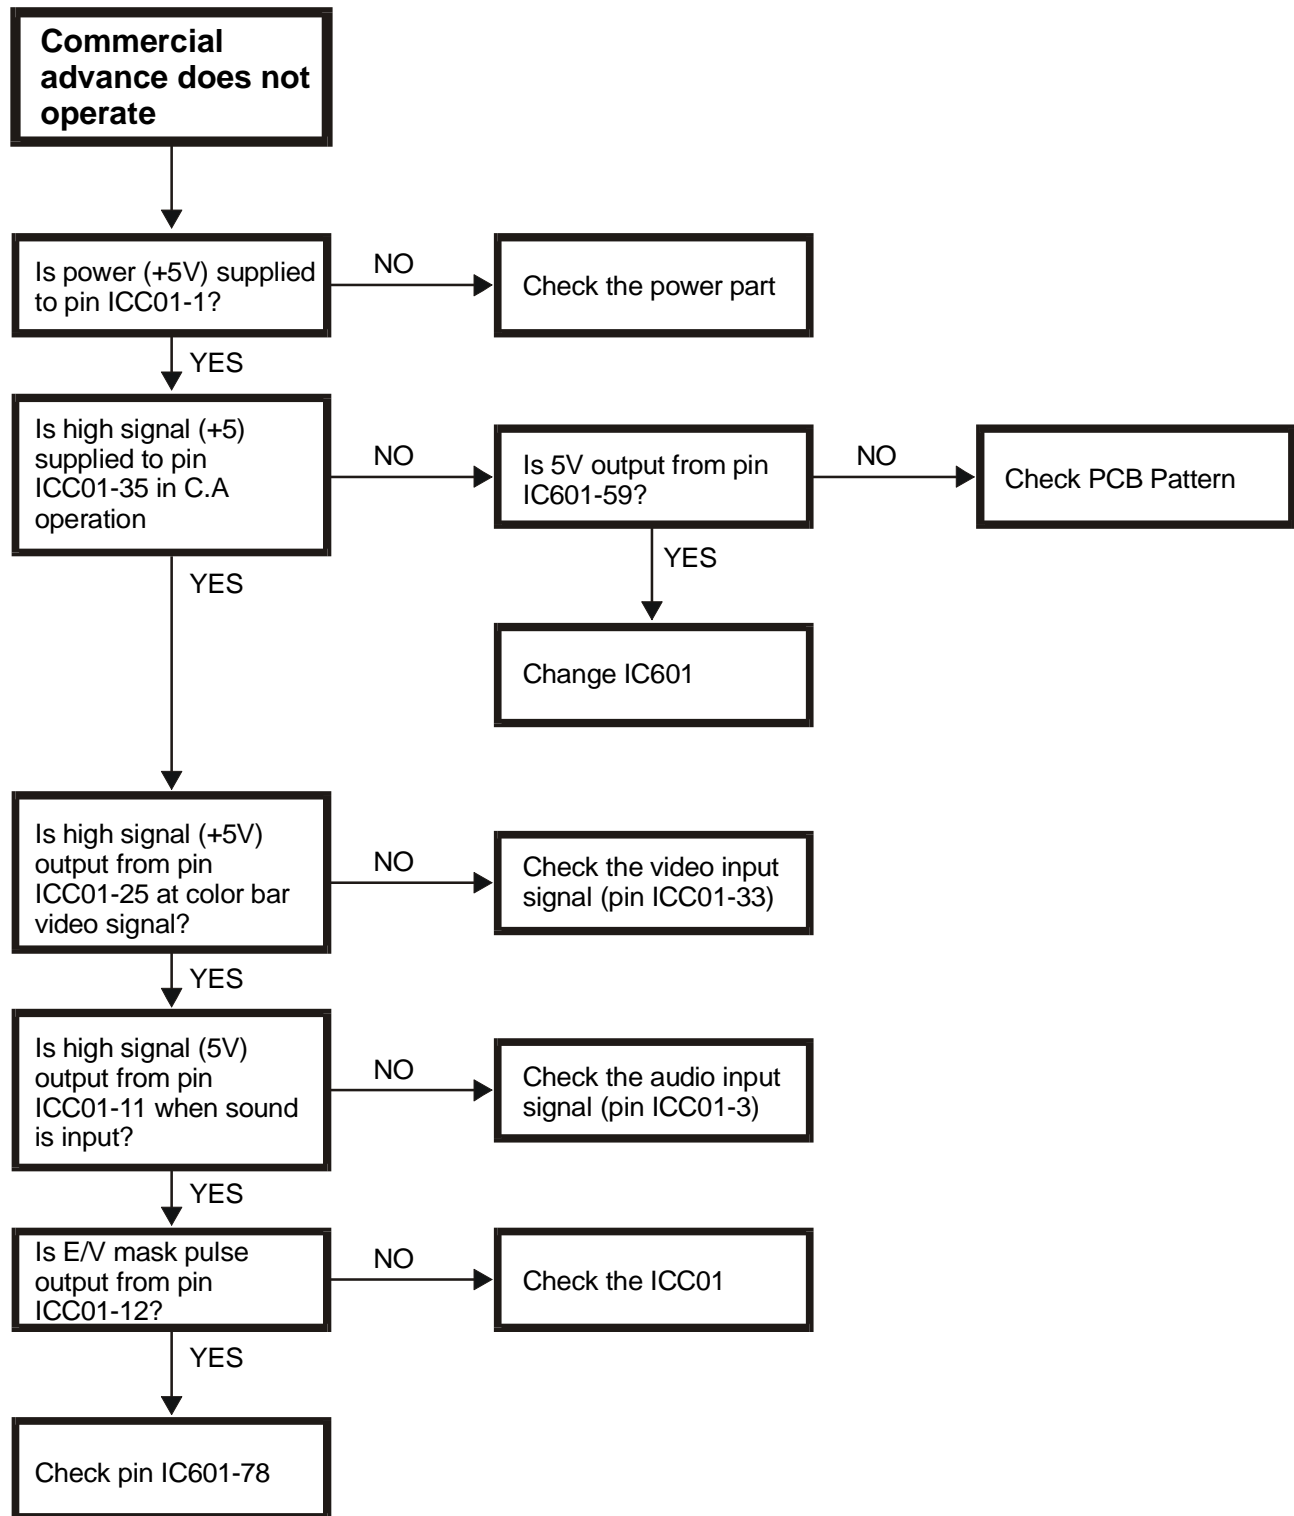 Commercial
advance does not
operate
Is power (+5V) supplied
to pin ICC01-1?
NO
Check the power part
YES
Is high signal (+5)
supplied to pin
ICC01-35 in C.A
operation
NO
Is 5V output from pin
IC601-59?
NO
Check PCB Pattern
YES
YES
Change IC601
Is high signal (+5V)
output from pin
ICC01-25 at color bar
video signal?
NO
Check the video input
signal (pin ICC01-33)
YES
Is high signal (5V)
output from pin
ICC01-11 when sound
is input?
NO
Check the audio input
signal (pin ICC01-3)
YES
Is E/V mask pulse
output from pin
ICC01-12?
NO
Check the ICC01
YES
Check pin IC601-78